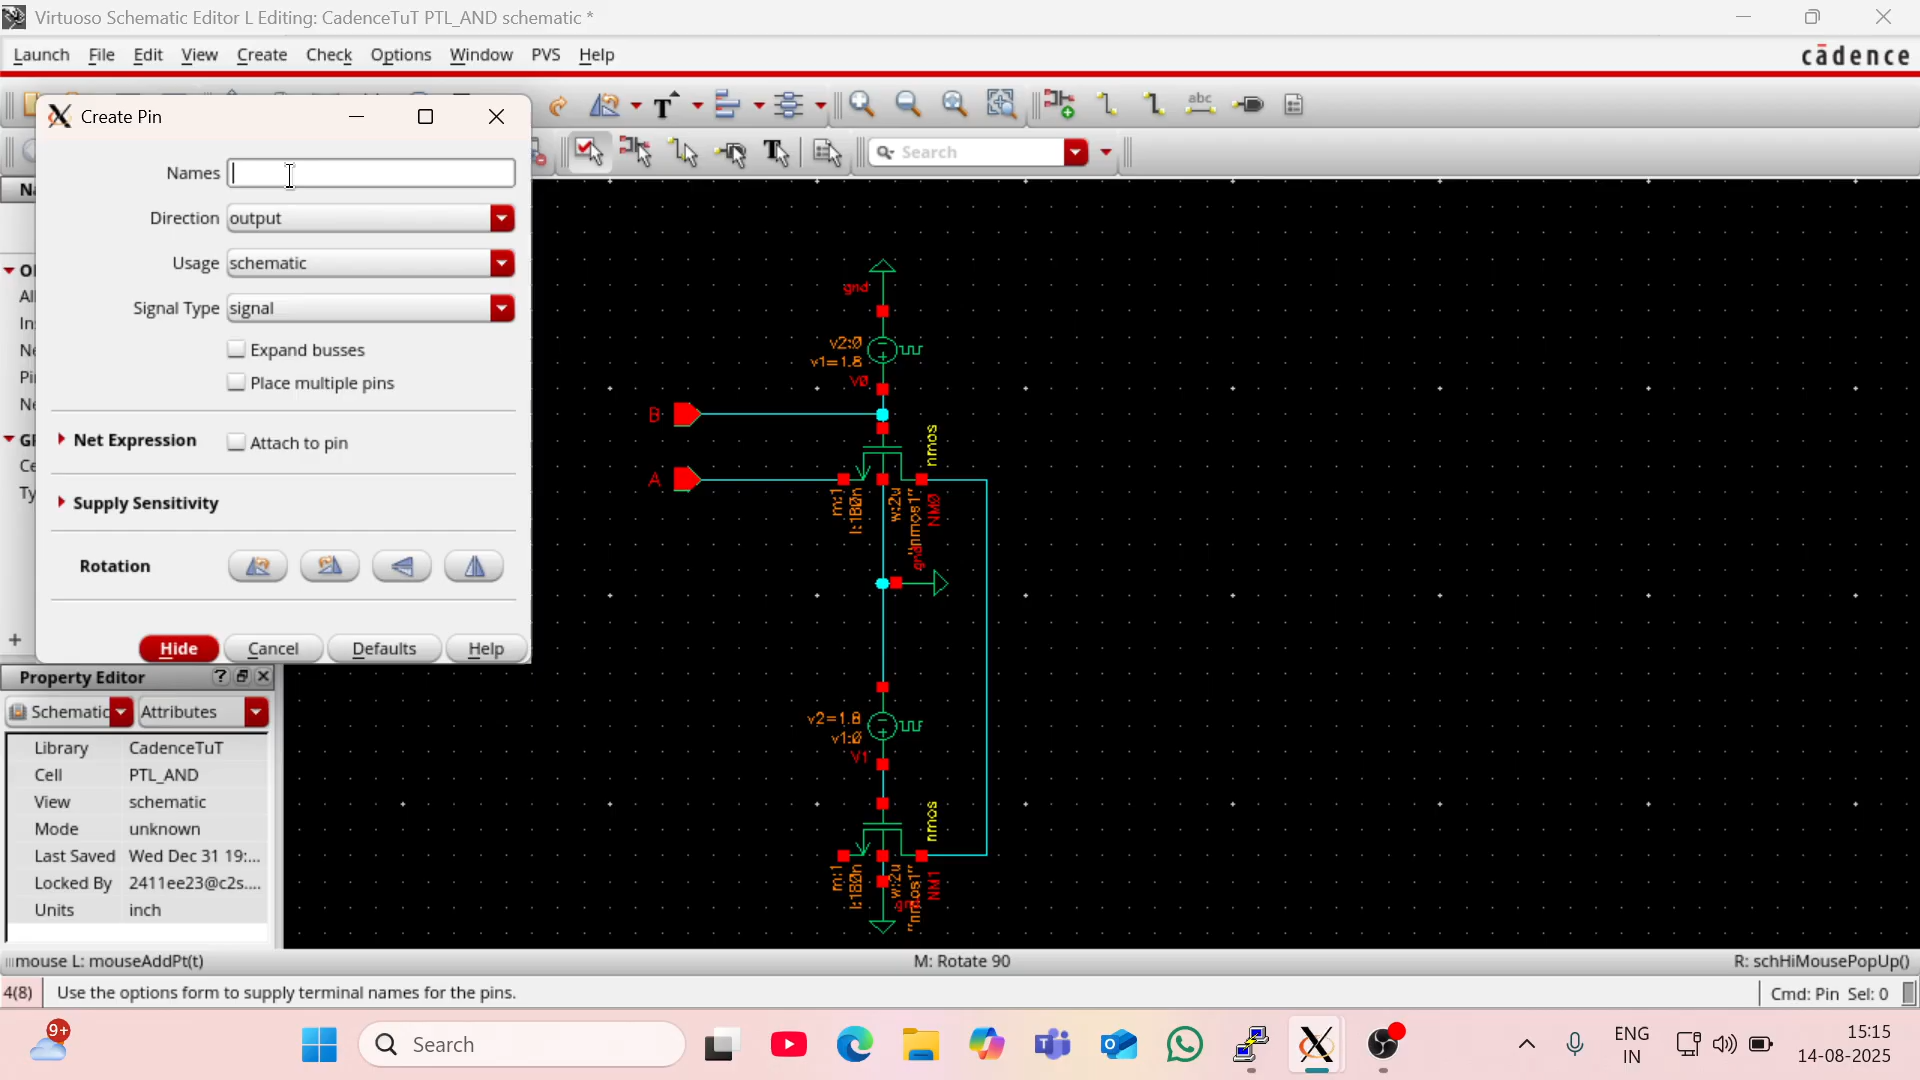 Virtuoso Schematic Editor L Editing: CadenceTuT PTL_AND schematic *
Launch File Edit View Create Check Options Window PVS Help
cādence
Create Pin
Search
Names
Direction output
Usage schematic
Signal Type signal
Expand busses
Place multiple pins
Net Expression Attach to pin
Supply Sensitivity
Rotation
Hide Cancel Defaults Help
gnd
v2:0
v1=1.8
V0
B
nmos
A
m:1
l:180n
w:2u
"nmos1"
NM0
gnd
v2=1.8
v1:0
V1
nmos
m:1
l:180n
w:2u
"nmos1"
NM1
Property Editor
Schematic Attributes
Library CadenceTuT
Cell PTL_AND
View schematic
Mode unknown
Last Saved Wed Dec 31 19:...
Locked By 2411ee23@c2s....
Units inch
mouse L: mouseAddPt(t) M: Rotate 90 R: schHiMousePopUp()
4(8) Use the options form to supply terminal names for the pins. Cmd: Pin Sel: 0
9+
Search
ENG
IN
15:15
14-08-2025